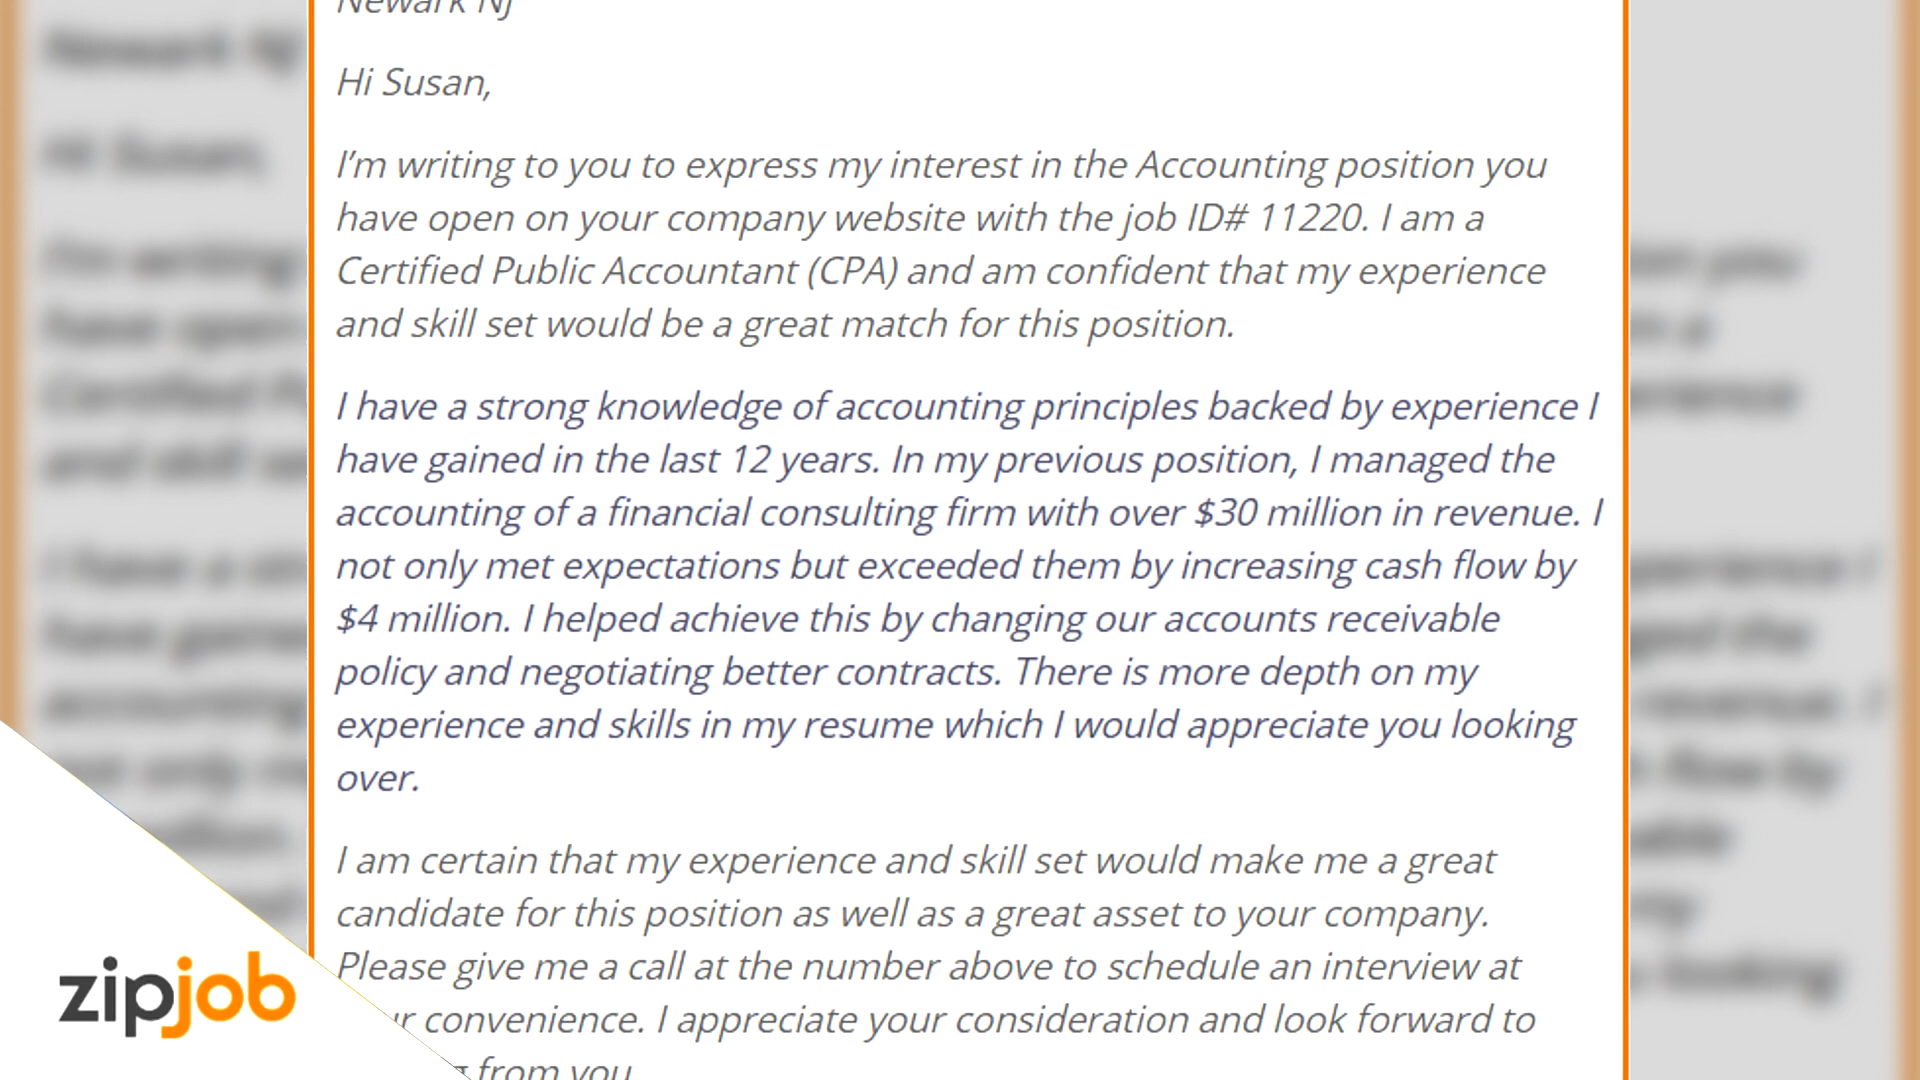 Newark NJ
Hi Susan,
I'm writing to you to express my interest in the Accounting position you
have open on your company website with the job ID# 11220. I am a
Certified Public Accountant (CPA) and am confident that my experience
and skill set would be a great match for this position.
I have a strong knowledge of accounting principles backed by experience I
have gained in the last 12 years. In my previous position, I managed the
accounting of a financial consulting firm with over $30 million in revenue. I
not only met expectations but exceeded them by increasing cash flow by
$4 million. I helped achieve this by changing our accounts receivable
policy and negotiating better contracts. There is more depth on my
experience and skills in my resume which I would appreciate you looking
over.
I am certain that my experience and skill set would make me a great
candidate for this position as well as a great asset to your company.
Please give me a call at the number above to schedule an interview at
convenience. I appreciate your consideration and look forward to
from you
zipjob